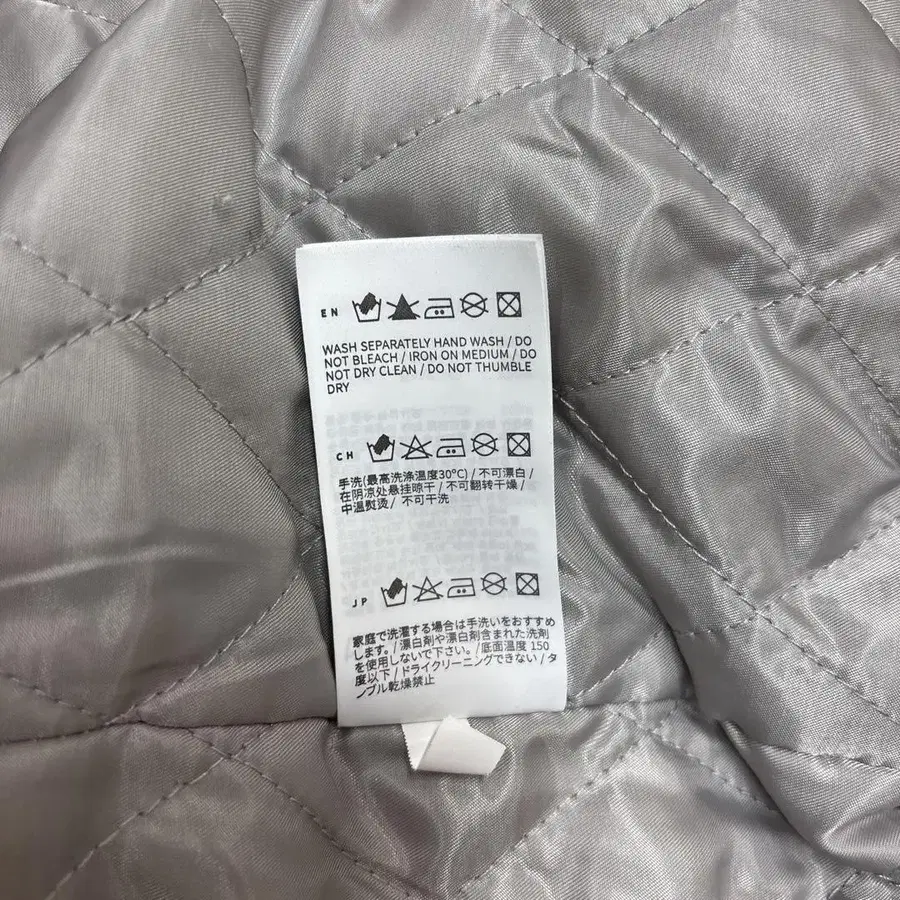 EN
WASH SEPARATELY HAND WASH / DO
NOT BLEACH / IRON ON MEDIUM / DO
NOT DRY CLEAN / DO NOT THUMBLE
DRY
CH
手洗(最高洗涤温度30°C) / 不可漂白 /
在阴凉处悬挂晾干 / 不可翻转干燥 /
中温熨烫 / 不可干洗
JP
家庭で洗濯する場合は手洗いをおすすめ
します。/ 漂白剤や漂白剤含まれた洗剤
を使用しないで下さい。/ 底面温度 150
度以下 / ドライクリーニングできない / タ
ンブル乾燥禁止